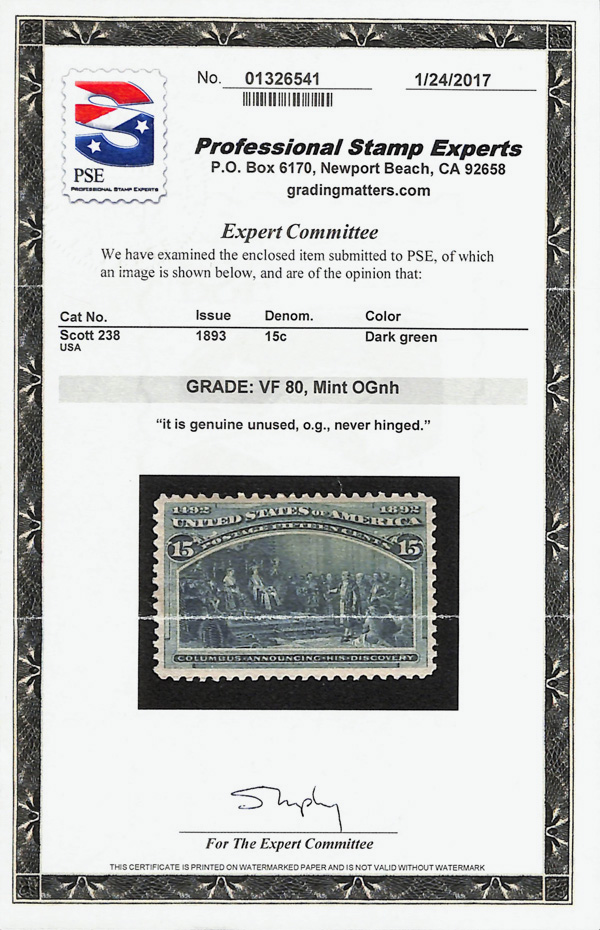 No. 01326541 1/24/2017
PSE
PROFESSIONAL STAMP EXPERTS
Professional Stamp Experts
P.O. Box 6170, Newport Beach, CA 92658
gradingmatters.com
Expert Committee
We have examined the enclosed item submitted to PSE, of which
an image is shown below, and are of the opinion that:
Cat No. Issue Denom. Color
Scott 238 1893 15c Dark green
USA
GRADE: VF 80, Mint OGnh
“it is genuine unused, o.g., never hinged.”
1492 1892
UNITED STATES OF AMERICA
POSTAGE FIFTEEN CENTS
15 15
COLUMBUS·ANNOUNCING·HIS·DISCOVERY
For The Expert Committee
THIS CERTIFICATE IS PRINTED ON WATERMARKED PAPER AND IS NOT VALID WITHOUT WATERMARK